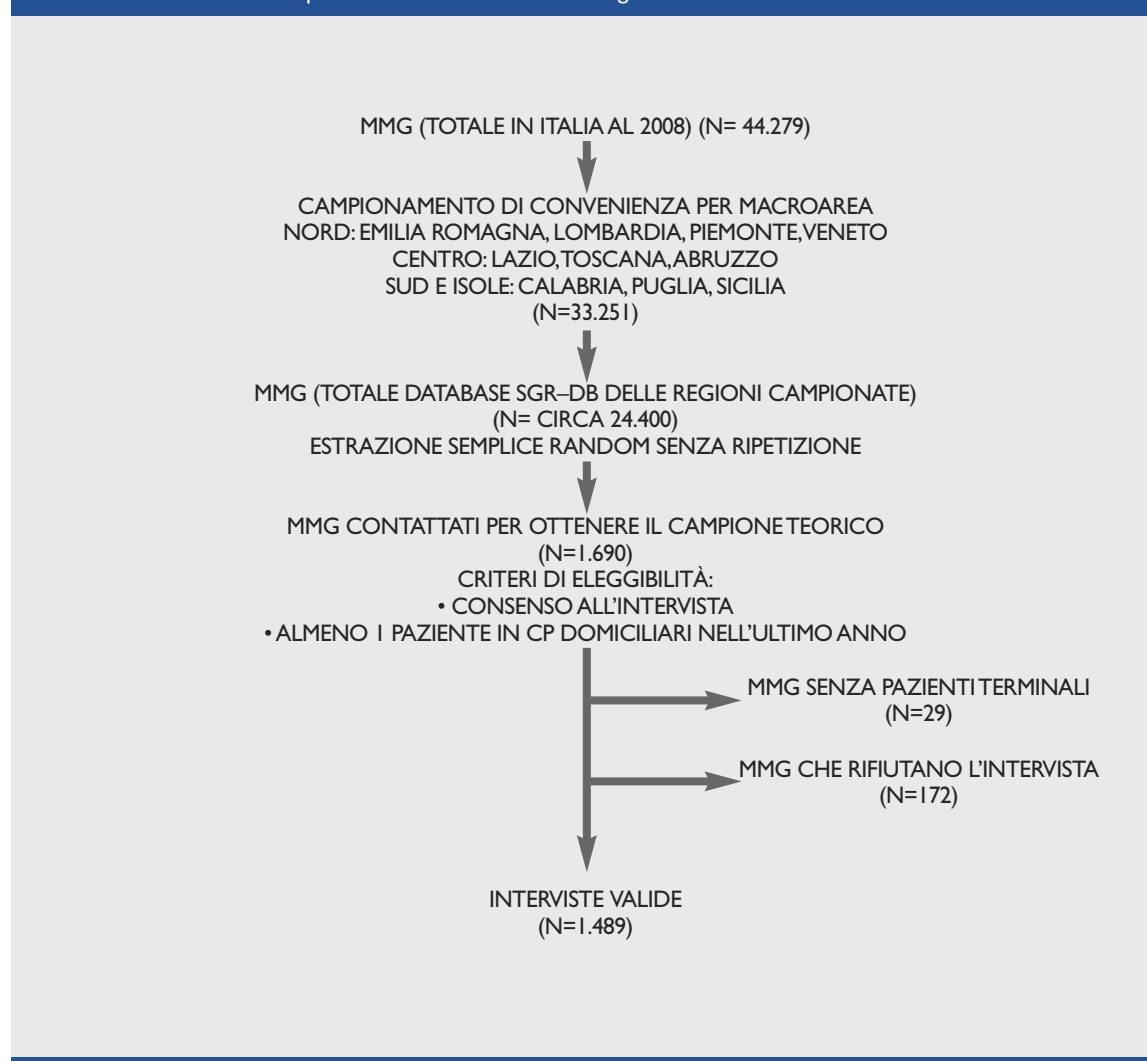 MMG (TOTALE IN ITALIA AL 2008) (N= 44.279)
CAMPIONAMENTO DI CONVENIENZA PER MACROAREA
NORD: EMILIA ROMAGNA, LOMBARDIA, PIEMONTE, VENETO
CENTRO: LAZIO, TOSCANA, ABRUZZO
SUD E ISOLE: CALABRIA, PUGLIA, SICILIA
(N=33.251)
MMG (TOTALE DATABASE SGR–DB DELLE REGIONI CAMPIONATE)
(N= CIRCA 24.400)
ESTRAZIONE SEMPLICE RANDOM SENZA RIPETIZIONE
MMG CONTATTATI PER OTTENERE IL CAMPIONE TEORICO
(N=1.690)
CRITERI DI ELEGGIBILITÀ:
• CONSENSO ALL'INTERVISTA
• ALMENO 1 PAZIENTE IN CP DOMICILIARI NELL'ULTIMO ANNO
MMG SENZA PAZIENTI TERMINALI
(N=29)
MMG CHE RIFIUTANO L'INTERVISTA
(N=172)
INTERVISTE VALIDE
(N=1.489)